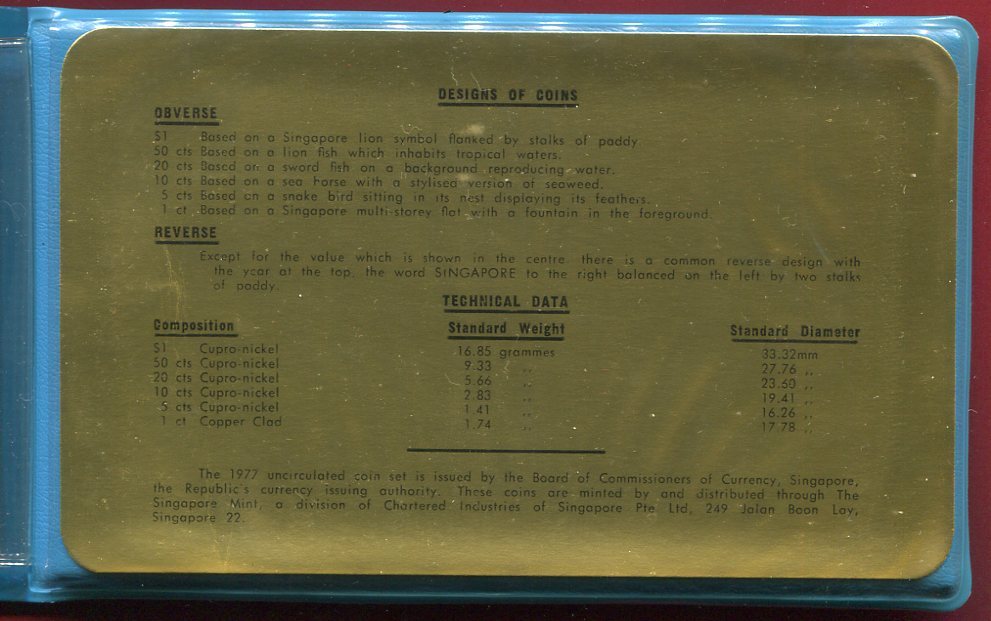 DESIGNS OF COINS
OBVERSE
$1 Based on a Singapore lion symbol flanked by stalks of paddy.
50 cts Based on a lion fish which inhabits tropical waters.
20 cts Based on a sword fish on a background reproducing water.
10 cts Based on a sea horse with a stylised version of seaweed.
5 cts Based on a snake bird sitting in its nest displaying its feathers.
1 ct Based on a Singapore multi-storey flat with a fountain in the foreground.
REVERSE
Except for the value which is shown in the centre there is a common reverse design with
the year at the top, the word SINGAPORE to the right balanced on the left by two stalks
of paddy.
TECHNICAL DATA
Composition Standard Weight Standard Diameter
$1 Cupro-nickel 16.85 grammes 33.32mm
50 cts Cupro-nickel 9.33 ,, 27.76 ,,
20 cts Cupro-nickel 5.66 ,, 23.60 ,,
10 cts Cupro-nickel 2.83 ,, 19.41 ,,
5 cts Cupro-nickel 1.41 ,, 16.26 ,,
1 ct Copper Clad 1.74 ,, 17.78 ,,
The 1977 uncirculated coin set is issued by the Board of Commissioners of Currency, Singapore,
the Republic's currency issuing authority. These coins are minted by and distributed through The
Singapore Mint, a division of Chartered Industries of Singapore Pte Ltd, 249 Jalan Boon Lay,
Singapore 22.